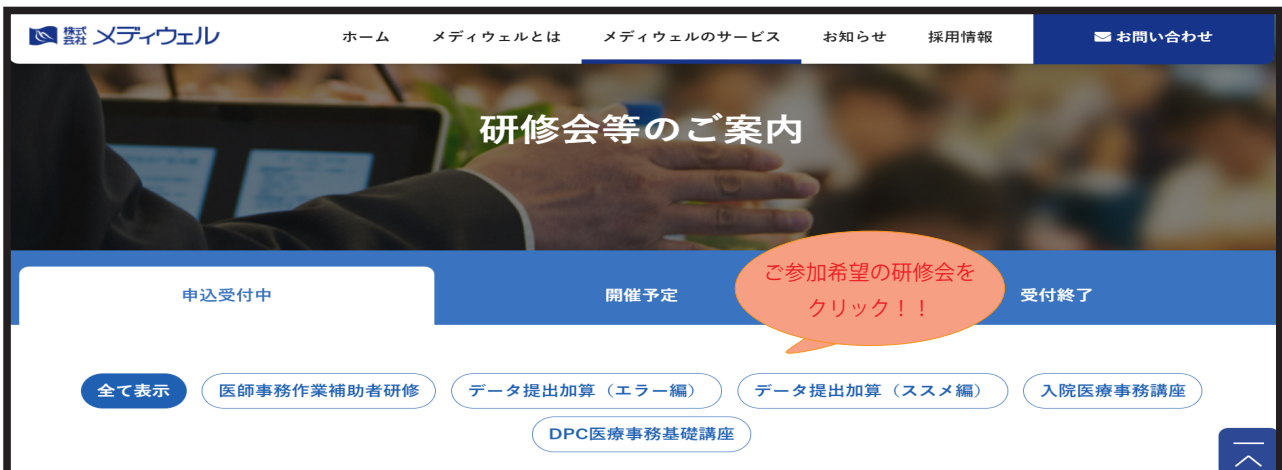 株式会社 メディウェル
ホーム メディウェルとは メディウェルのサービス お知らせ 採用情報 お問い合わせ
研修会等のご案内
ご参加希望の研修会を
クリック！！
申込受付中 開催予定 受付終了
全て表示 医師事務作業補助者研修 データ提出加算（エラー編） データ提出加算（ススメ編） 入院医療事務講座
DPC医療事務基礎講座